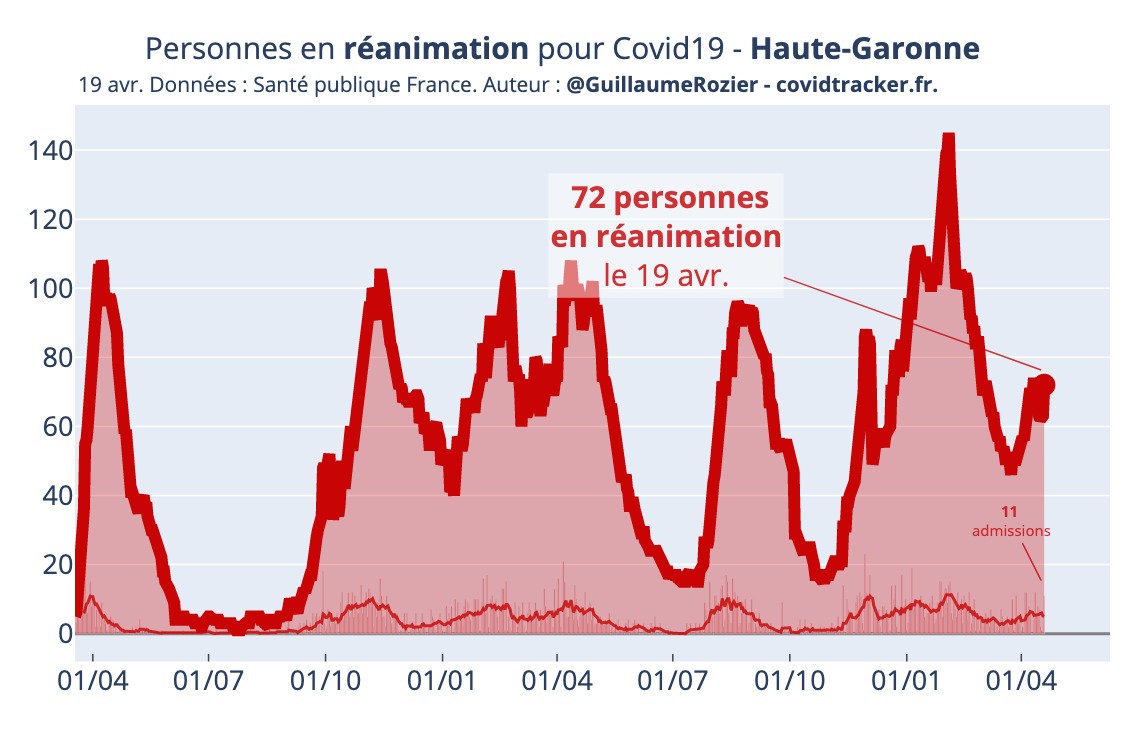 Personnes en réanimation pour Covid19 - Haute-Garonne
19 avr. Données : Santé publique France. Auteur : @GuillaumeRozier - covidtracker.fr.
140
120
100
80
60
40
20
0
72 personnes
en réanimation
le 19 avr.
11
admissions
01/04 01/07 01/10 01/01 01/04 01/07 01/10 01/01 01/04